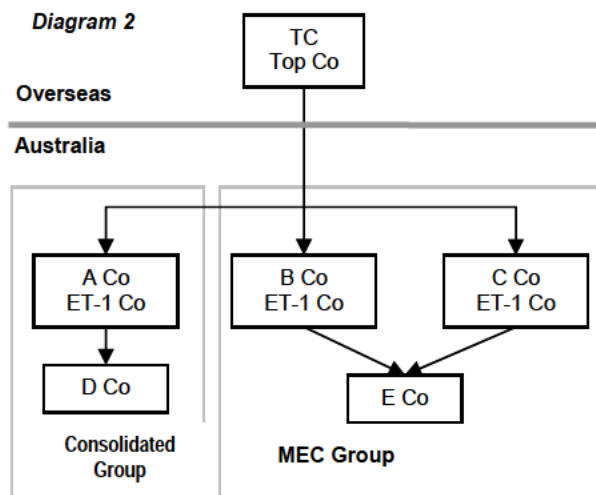 Diagram 2
TC
Top Co
Overseas
Australia
A Co
ET-1 Co
B Co
ET-1 Co
C Co
ET-1 Co
D Co
E Co
Consolidated
Group
MEC Group